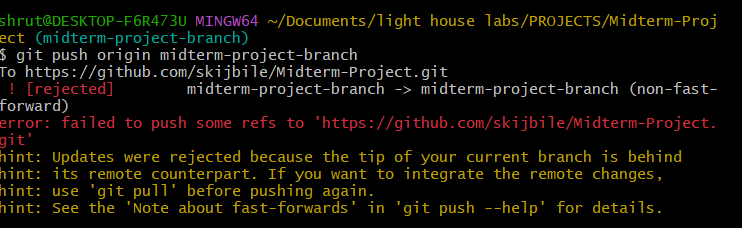 shrut@DESKTOP-F6R473U MINGW64 ~/Documents/light house labs/PROJECTS/Midterm-Proj
ect (midterm-project-branch)
$ git push origin midterm-project-branch
To https://github.com/skijbile/Midterm-Project.git
 ! [rejected]        midterm-project-branch -> midterm-project-branch (non-fast-
forward)
error: failed to push some refs to 'https://github.com/skijbile/Midterm-Project.
git'
hint: Updates were rejected because the tip of your current branch is behind
hint: its remote counterpart. If you want to integrate the remote changes,
hint: use 'git pull' before pushing again.
hint: See the 'Note about fast-forwards' in 'git push --help' for details.